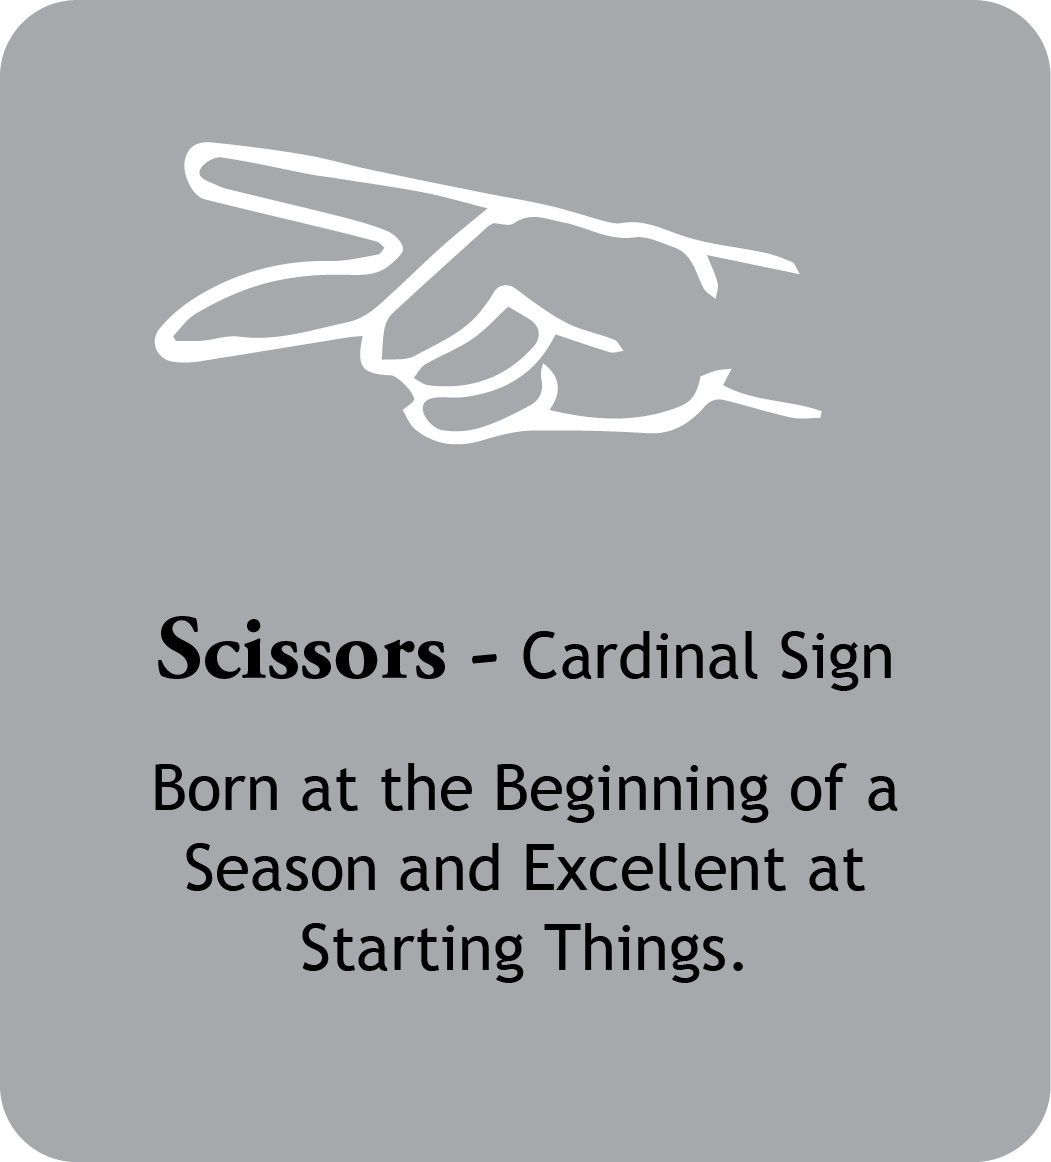 Scissors - Cardinal Sign
Born at the Beginning of a
Season and Excellent at
Starting Things.